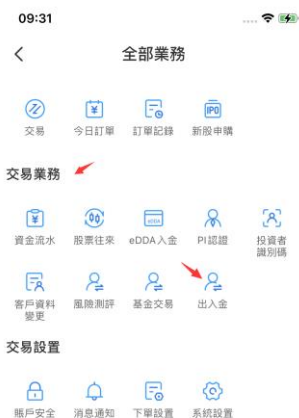 09:31
全部業務
IPO
交易 今日訂單 訂單記錄 新股申購
交易業務
eDDA
資金流水 股票往來 eDDA入金 PI認證 投資者
識別碼
客戶資料 風險測評 基金交易 出入金
變更
交易設置
賬戶安全 消息通知 下單設置 系統設置